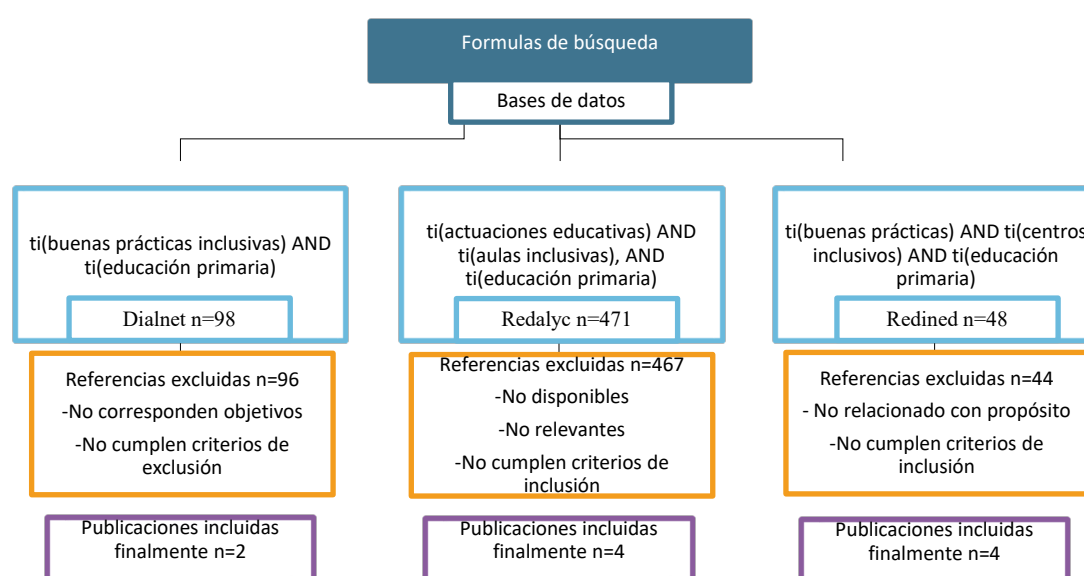 Formulas de búsqueda
Bases de datos
ti(buenas prácticas inclusivas) AND
ti(educación primaria)
Dialnet n=98
ti(actuaciones educativas) AND
ti(aulas inclusivas), AND
ti(educación primaria)
Redalyc n=471
ti(buenas prácticas) AND ti(centros
inclusivos) AND ti(educación
primaria)
Redined n=48
Referencias excluidas n=96
-No corresponden objetivos
-No cumplen criterios de
exclusión
Referencias excluidas n=467
-No disponibles
-No relevantes
-No cumplen criterios de
inclusión
Referencias excluidas n=44
- No relacionado con propósito
-No cumplen criterios de
inclusión
Publicaciones incluidas
finalmente n=2
Publicaciones incluidas
finalmente n=4
Publicaciones incluidas
finalmente n=4